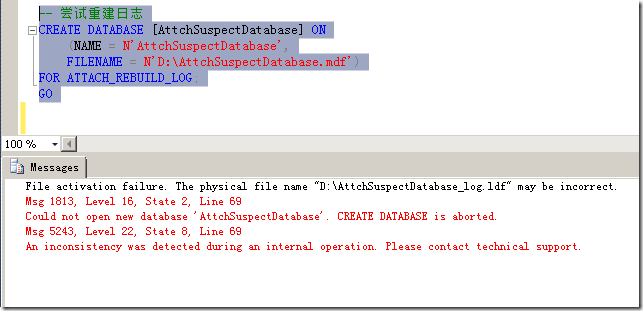 -- 尝试重建日志
CREATE DATABASE [AttchSuspectDatabase] ON
(NAME = N'AttchSuspectDatabase',
FILENAME = N'D:\AttchSuspectDatabase.mdf')
FOR ATTACH_REBUILD_LOG
GO
100 %
Messages
File activation failure. The physical file name "D:\AttchSuspectDatabase_log.ldf" may be incorrect.
Msg 1813, Level 16, State 2, Line 69
Could not open new database 'AttchSuspectDatabase'. CREATE DATABASE is aborted.
Msg 5243, Level 22, State 8, Line 69
An inconsistency was detected during an internal operation. Please contact technical support.